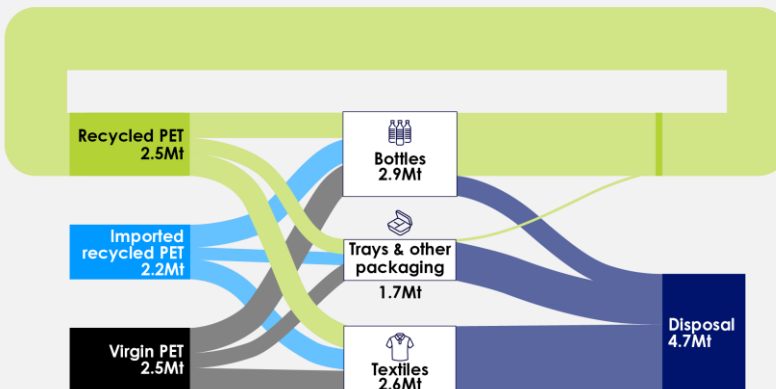 Recycled PET
2.5Mt
Imported
recycled PET
2.2Mt
Virgin PET
2.5Mt
Bottles
2.9Mt
Trays & other
packaging
1.7Mt
Textiles
2.6Mt
Disposal
4.7Mt